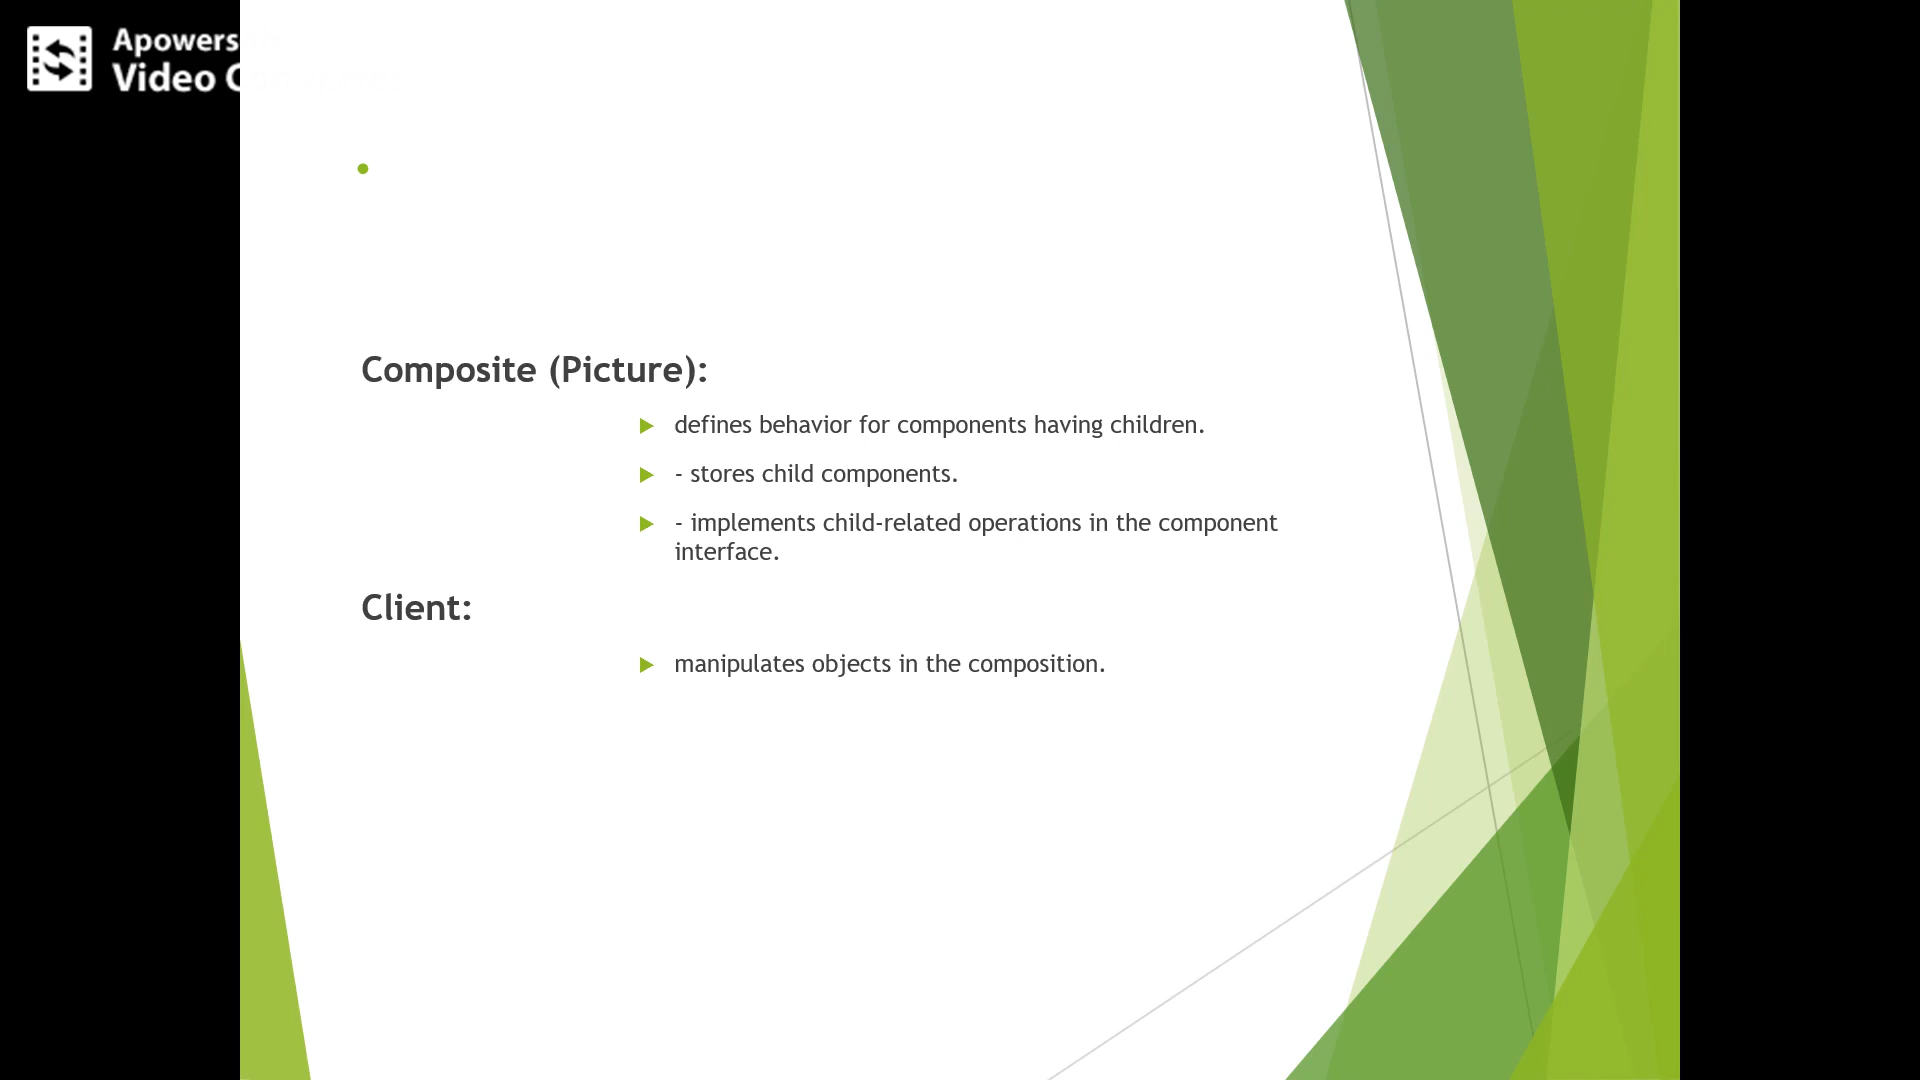 Apowers
Video C
Composite (Picture):
defines behavior for components having children.
- stores child components.
- implements child-related operations in the component
interface.
Client:
manipulates objects in the composition.